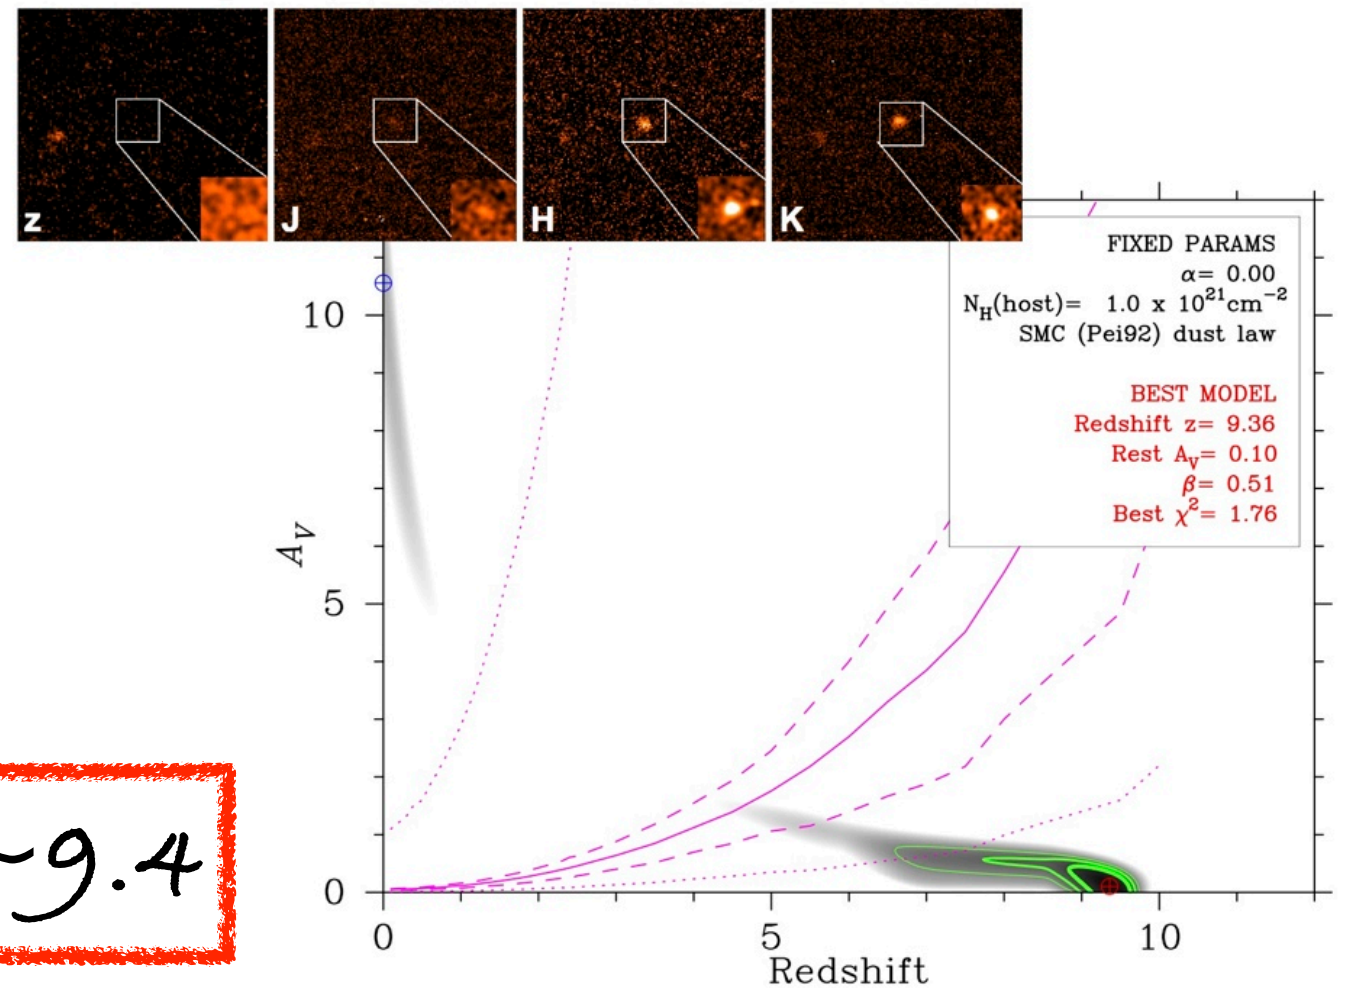 z
J
H
K
FIXED PARAMS
α= 0.00
N_H(host)= 1.0 x 10^21 cm^−2
SMC (Pei92) dust law
BEST MODEL
Redshift z= 9.36
Rest A_V= 0.10
β= 0.51
Best χ^2= 1.76
A_V
10
5
0
0
5
10
Redshift
~9.4